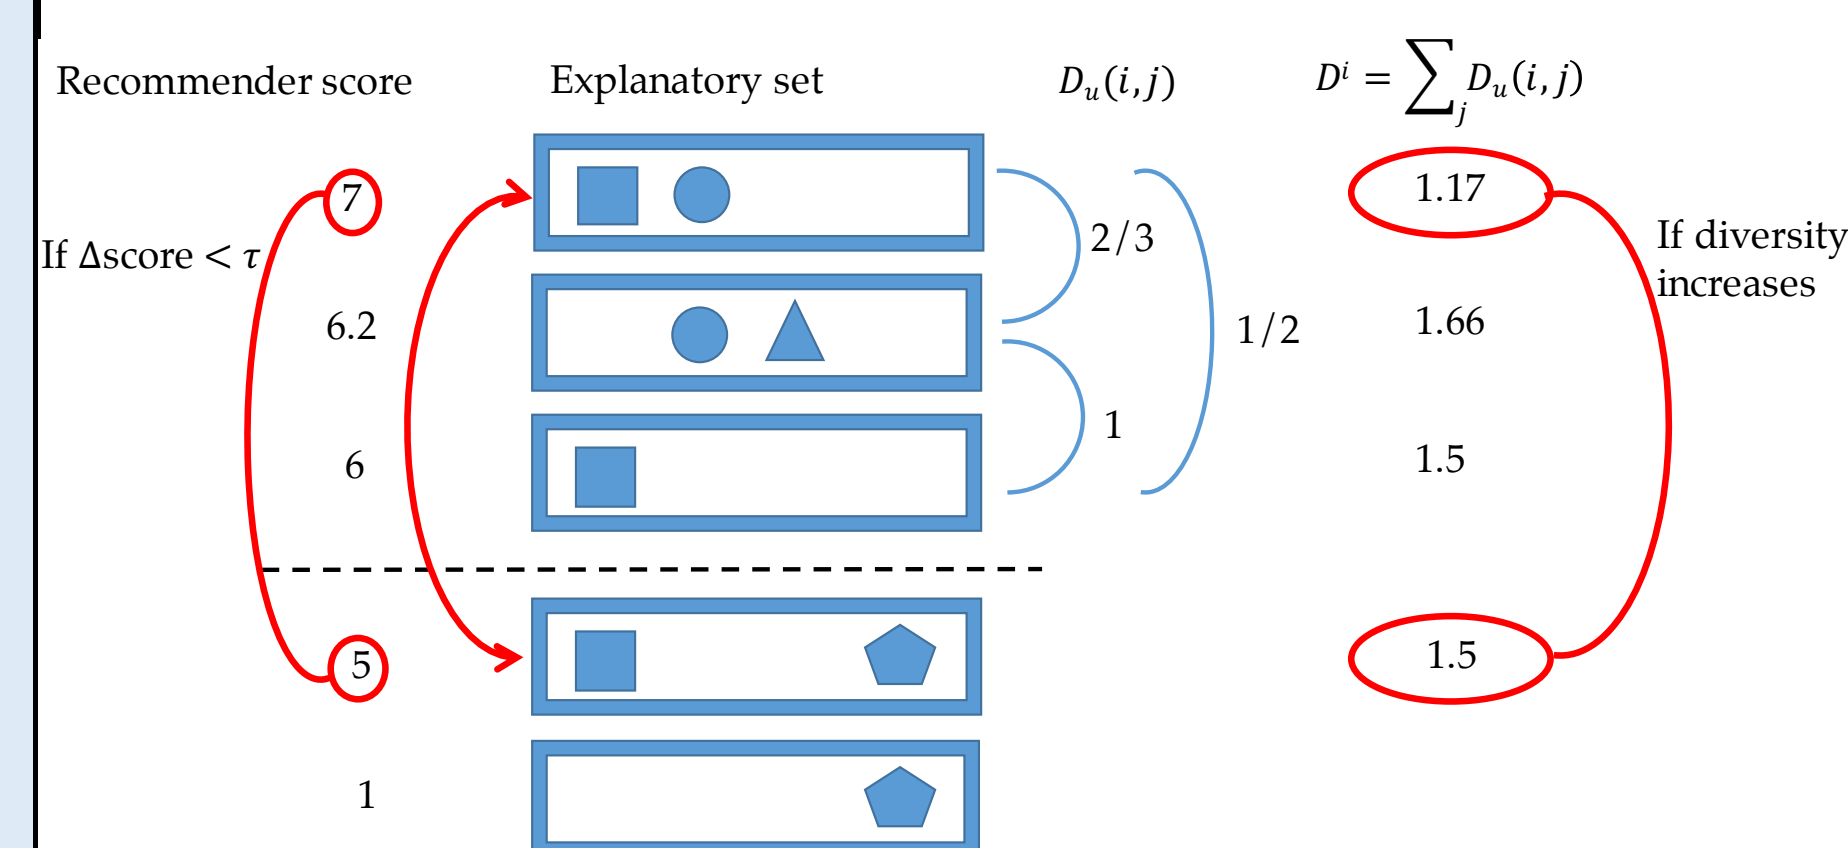 Recommender score Explanatory set D_u(i,j) D^i = ∑_j D_u(i,j)
7 1.17
2/3 If diversity
If Δscore < τ increases
6.2 1/2 1.66
1
6 1.5
5 1.5
1